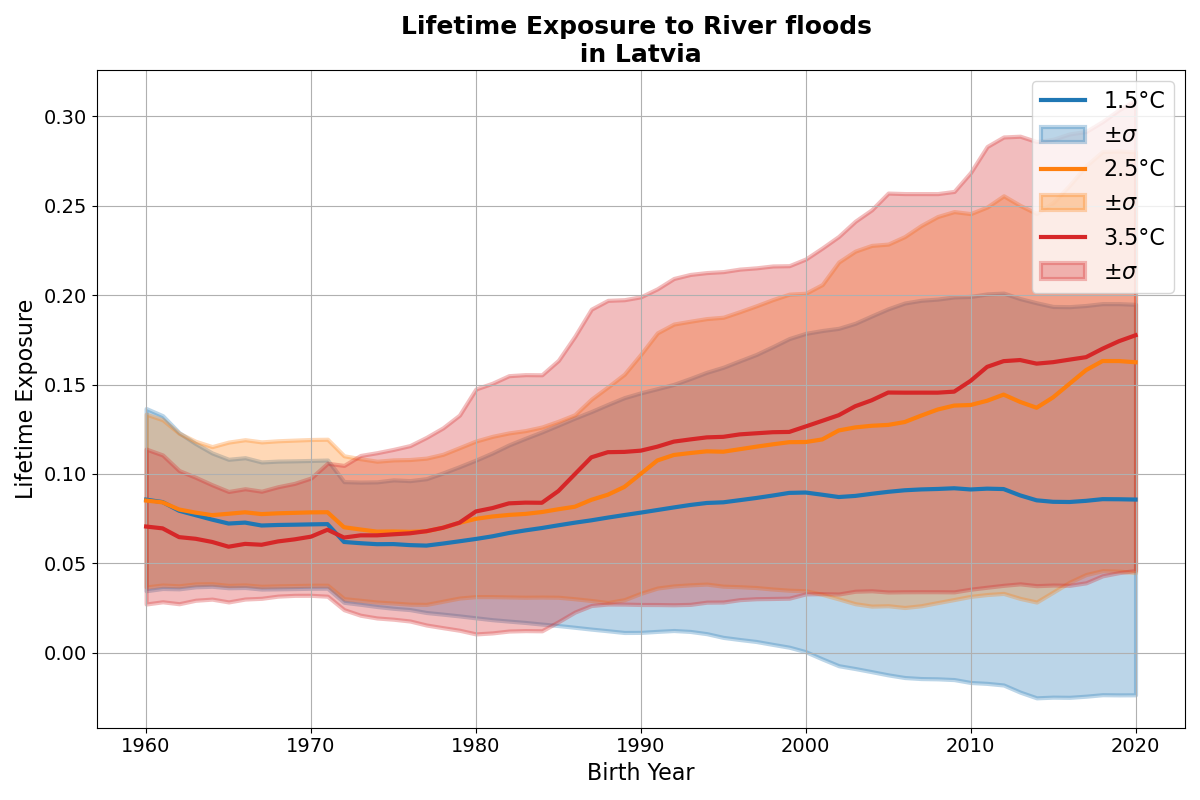 Lifetime Exposure to River floods
in Latvia
0.30
0.25
0.20
0.15
0.10
0.05
0.00
Lifetime Exposure
1.5°C
±σ
2.5°C
±σ
3.5°C
±σ
1960
1970
1980
1990
2000
2010
2020
Birth Year